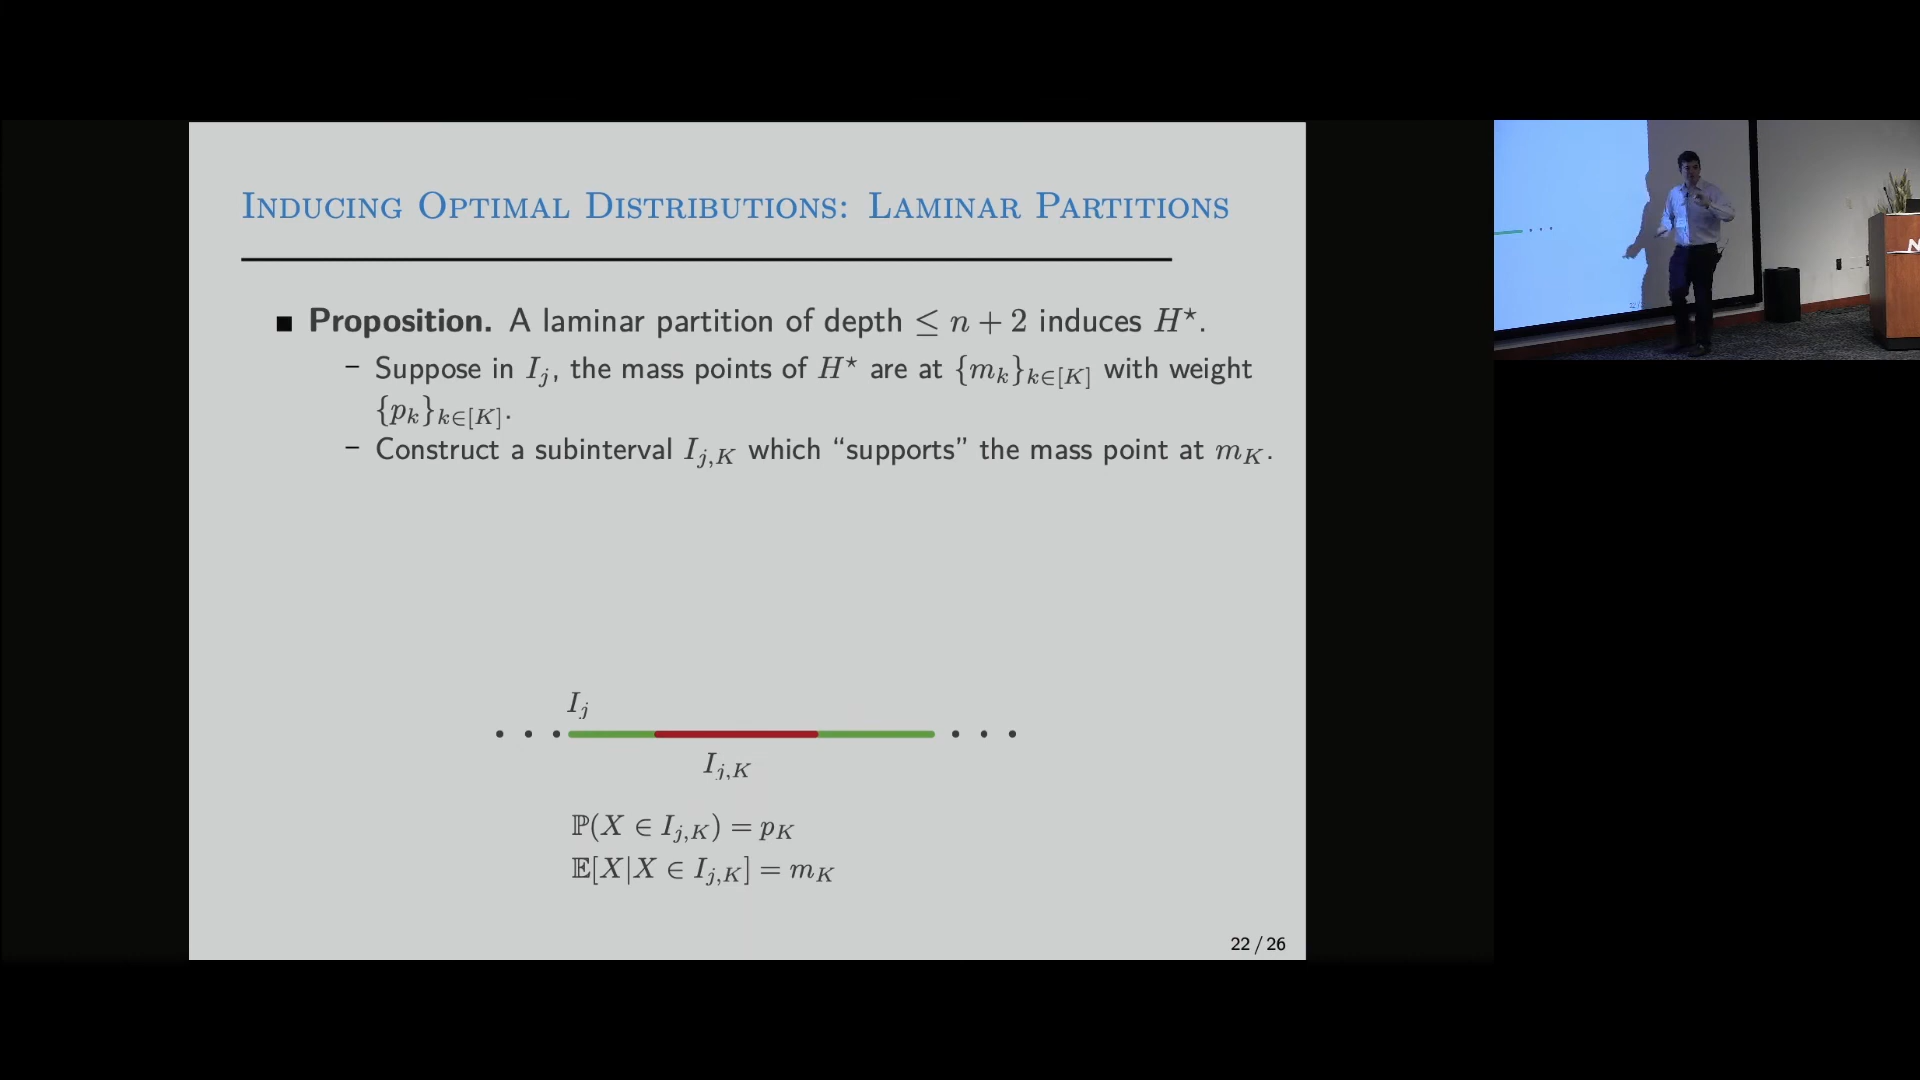 INDUCING OPTIMAL DISTRIBUTIONS: LAMINAR PARTITIONS
■ Proposition. A laminar partition of depth ≤ n + 2 induces H⋆.
– Suppose in I_j, the mass points of H⋆ are at {m_k}_{k∈[K]} with weight
{p_k}_{k∈[K]}.
– Construct a subinterval I_{j,K} which “supports” the mass point at m_K.
I_j
I_{j,K}
ℙ(X ∈ I_{j,K}) = p_K
𝔼[X|X ∈ I_{j,K}] = m_K
22 / 26
N